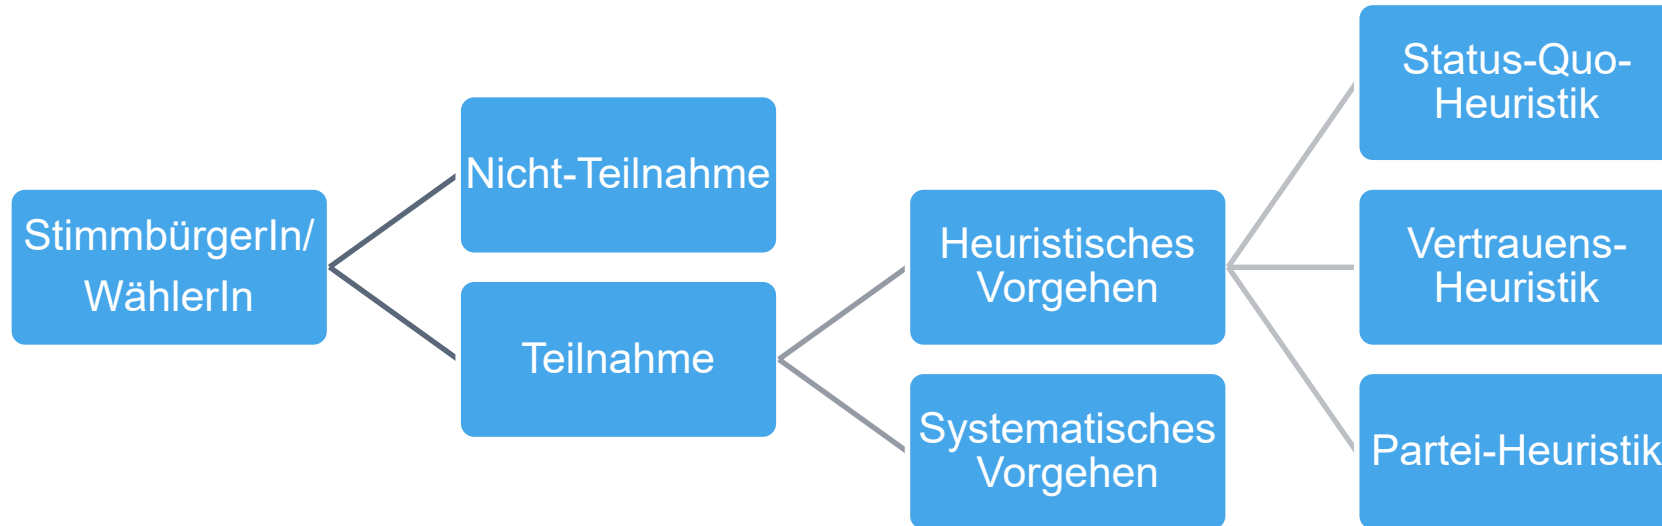 StimmbürgerIn/
WählerIn
Nicht-Teilnahme
Teilnahme
Heuristisches
Vorgehen
Systematisches
Vorgehen
Status-Quo-
Heuristik
Vertrauens-
Heuristik
Partei-Heuristik